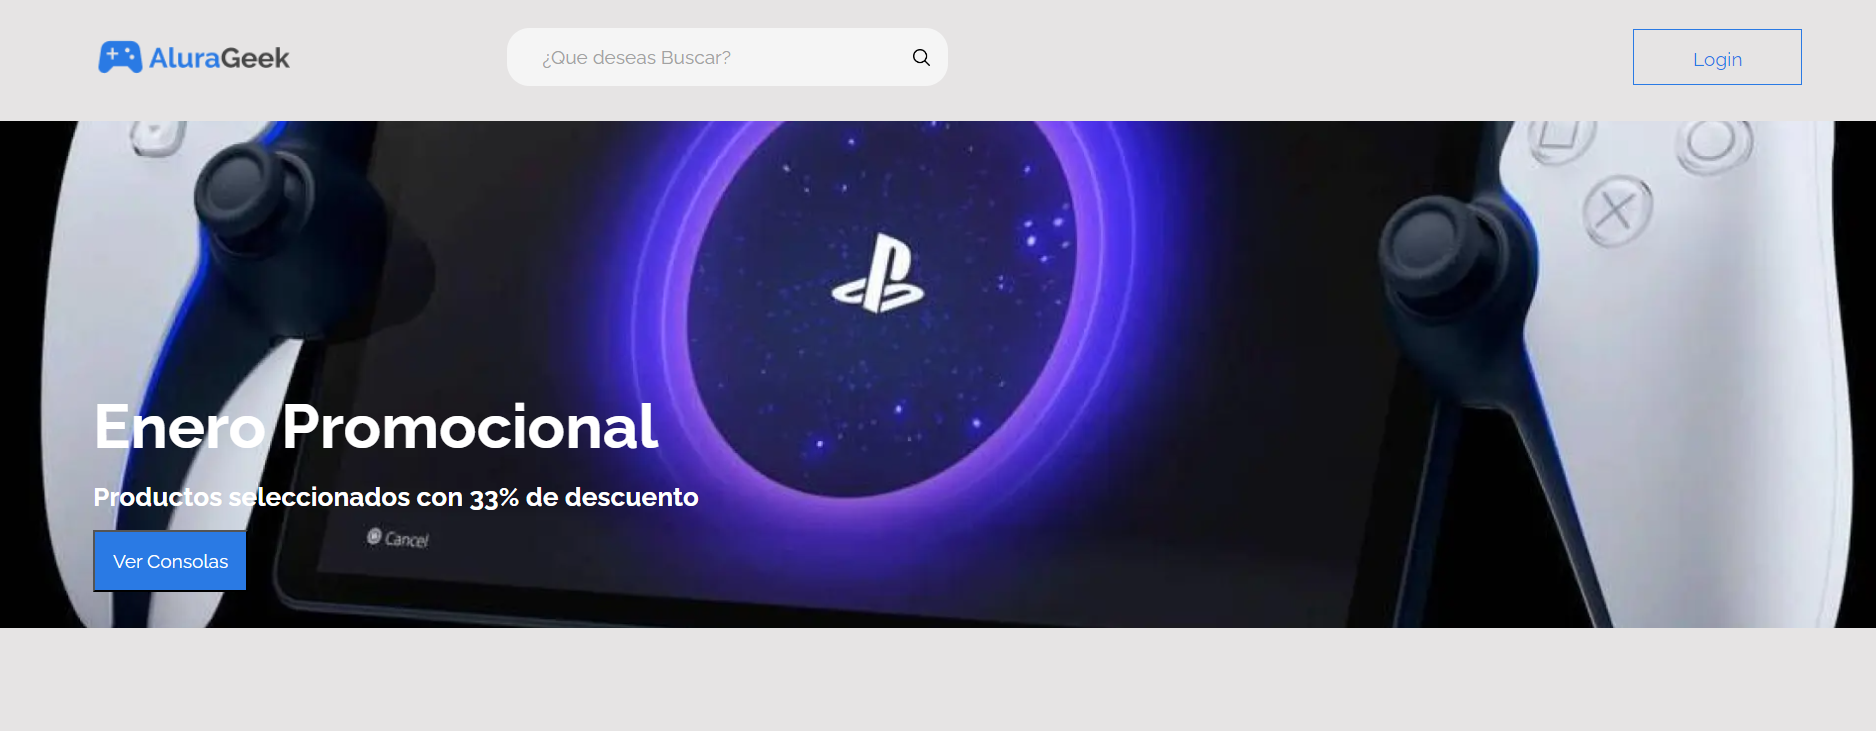 AluraGeek
¿Que deseas Buscar?
Login
Enero Promocional
Productos seleccionados con 33% de descuento
Cancel
Ver Consolas